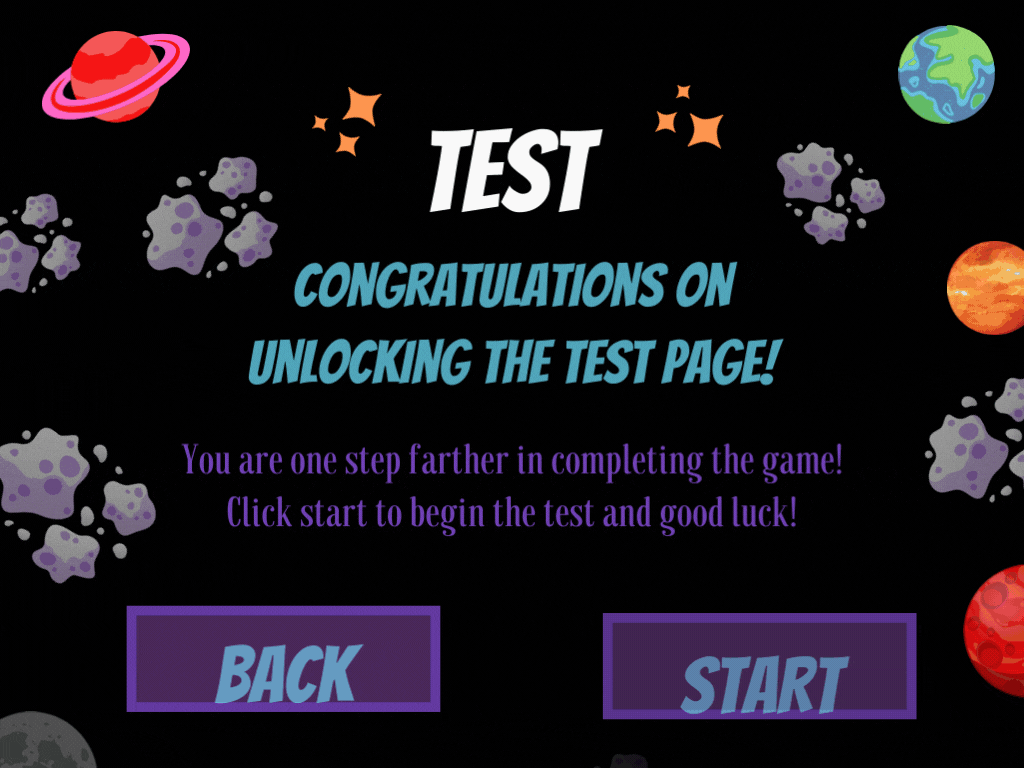 TEST
CONGRATULATIONS ON
UNLOCKING THE TEST PAGE!
You are one step farther in completing the game!
Click start to begin the test and good luck!
BACK
START